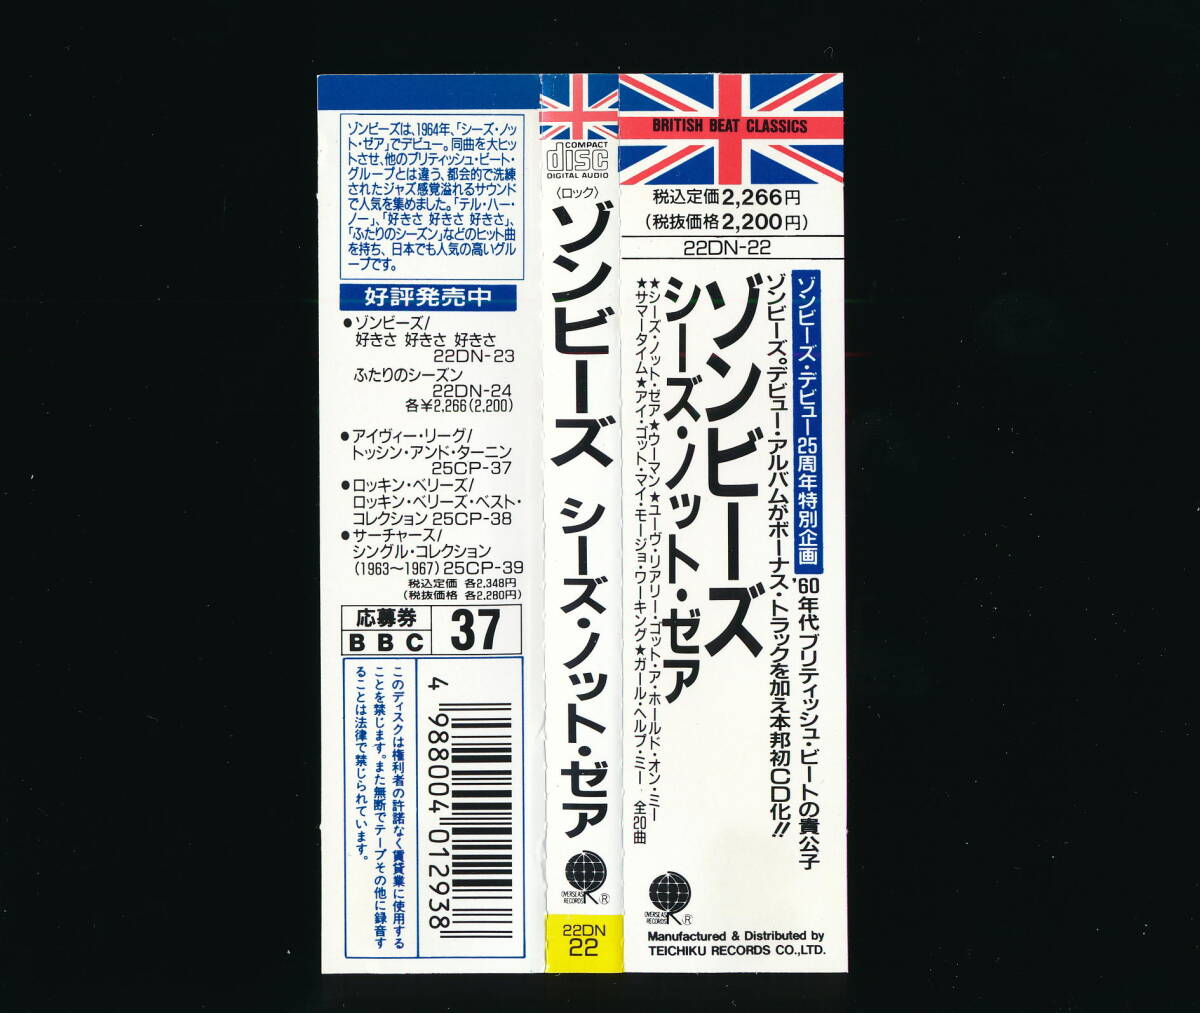 ゾンビーズは、1964年、「シーズ・ノッ
ト・ゼア」でデビュー。同曲を大ヒッ
トさせ、他のブリティッシュ・ビート・
グループとは違う、都会的で洗練
されたジャズ感覚溢れるサウンド
で人気を集めました。「テル・ハー・
ノー」、「好きさ 好きさ 好きさ」、
「ふたりのシーズン」などのヒット曲
を持ち、日本でも人気の高いグル
ープです。
好評発売中
●ゾンビーズ/
好きさ 好きさ 好きさ
22DN-23
ふたりのシーズン
22DN-24
各¥2,266(2,200)
●アイヴィー・リーグ/
トッシン・アンド・ターニン
25CP-37
●ロッキン・ベリーズ/
ロッキン・ベリーズ・ベスト・
コレクション 25CP-38
●サーチャーズ/
シングル・コレクション
(1963〜1967) 25CP-39
税込定価 各2,348円
(税抜価格 各2,280円)
応募券
BBC
37
4 988004 012938
このディスクは権利者の許諾なく賃貸業に使用する
ことを禁じます。また無断でテープその他に録音す
ることは法律で禁じられています。
COMPACT
disc
DIGITAL AUDIO
〈ロック〉
ゾンビーズ シーズ・ノット・ゼア
OVERSEAS
RECORDS
®
22DN
22
BRITISH BEAT CLASSICS
税込定価2,266円
(税抜価格2,200円)
22DN-22
ゾンビーズ・デビュー25周年特別企画 '60年代ブリティッシュ・ビートの貴公子
ゾンビーズ。デビュー・アルバムがボーナス・トラックを加え本邦初CD化!!
ゾンビーズ
シーズ・ノット・ゼア
★シーズ・ノット・ゼア★ウーマン★ユーヴ・リアリー・ゴット・ア・ホールド・オン・ミー
★サマータイム★アイ・ゴット・マイ・モージョ・ワーキング★ガール・ヘルプ・ミー 全20曲
OVERSEAS
RECORDS
®
Manufactured & Distributed by
TEICHIKU RECORDS CO.,LTD.